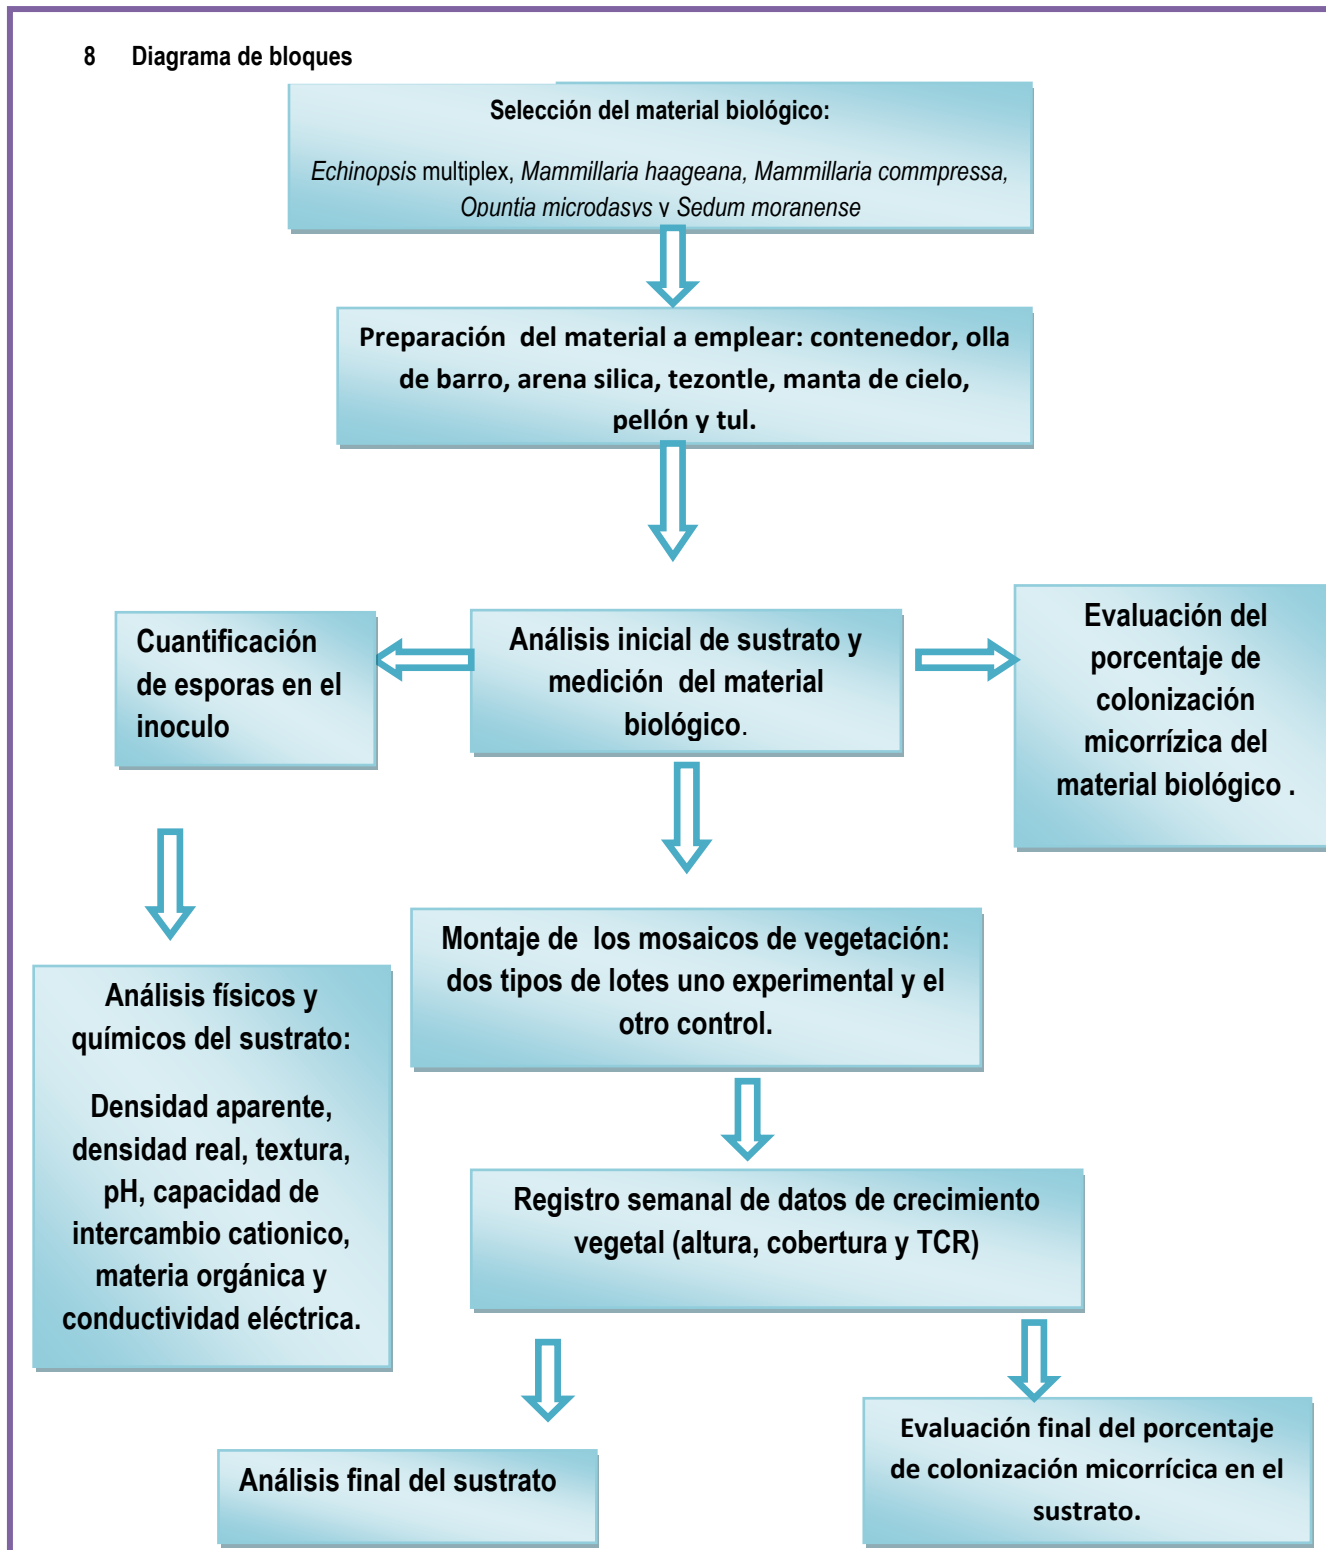 8 Diagrama de bloques
Selección del material biológico:
Echinopsis multiplex, Mammillaria haageana, Mammillaria commpressa,
Opuntia microdasys y Sedum moranense
Preparación del material a emplear: contenedor, olla
de barro, arena silica, tezontle, manta de cielo,
pellón y tul.
Cuantificación
de esporas en el
inoculo
Análisis inicial de sustrato y
medición del material
biológico.
Evaluación del
porcentaje de
colonización
micorrízica del
material biológico .
Análisis físicos y
químicos del sustrato:
Densidad aparente,
densidad real, textura,
pH, capacidad de
intercambio cationico,
materia orgánica y
conductividad eléctrica.
Montaje de los mosaicos de vegetación:
dos tipos de lotes uno experimental y el
otro control.
Registro semanal de datos de crecimiento
vegetal (altura, cobertura y TCR)
Análisis final del sustrato
Evaluación final del porcentaje
de colonización micorrícica en el
sustrato.